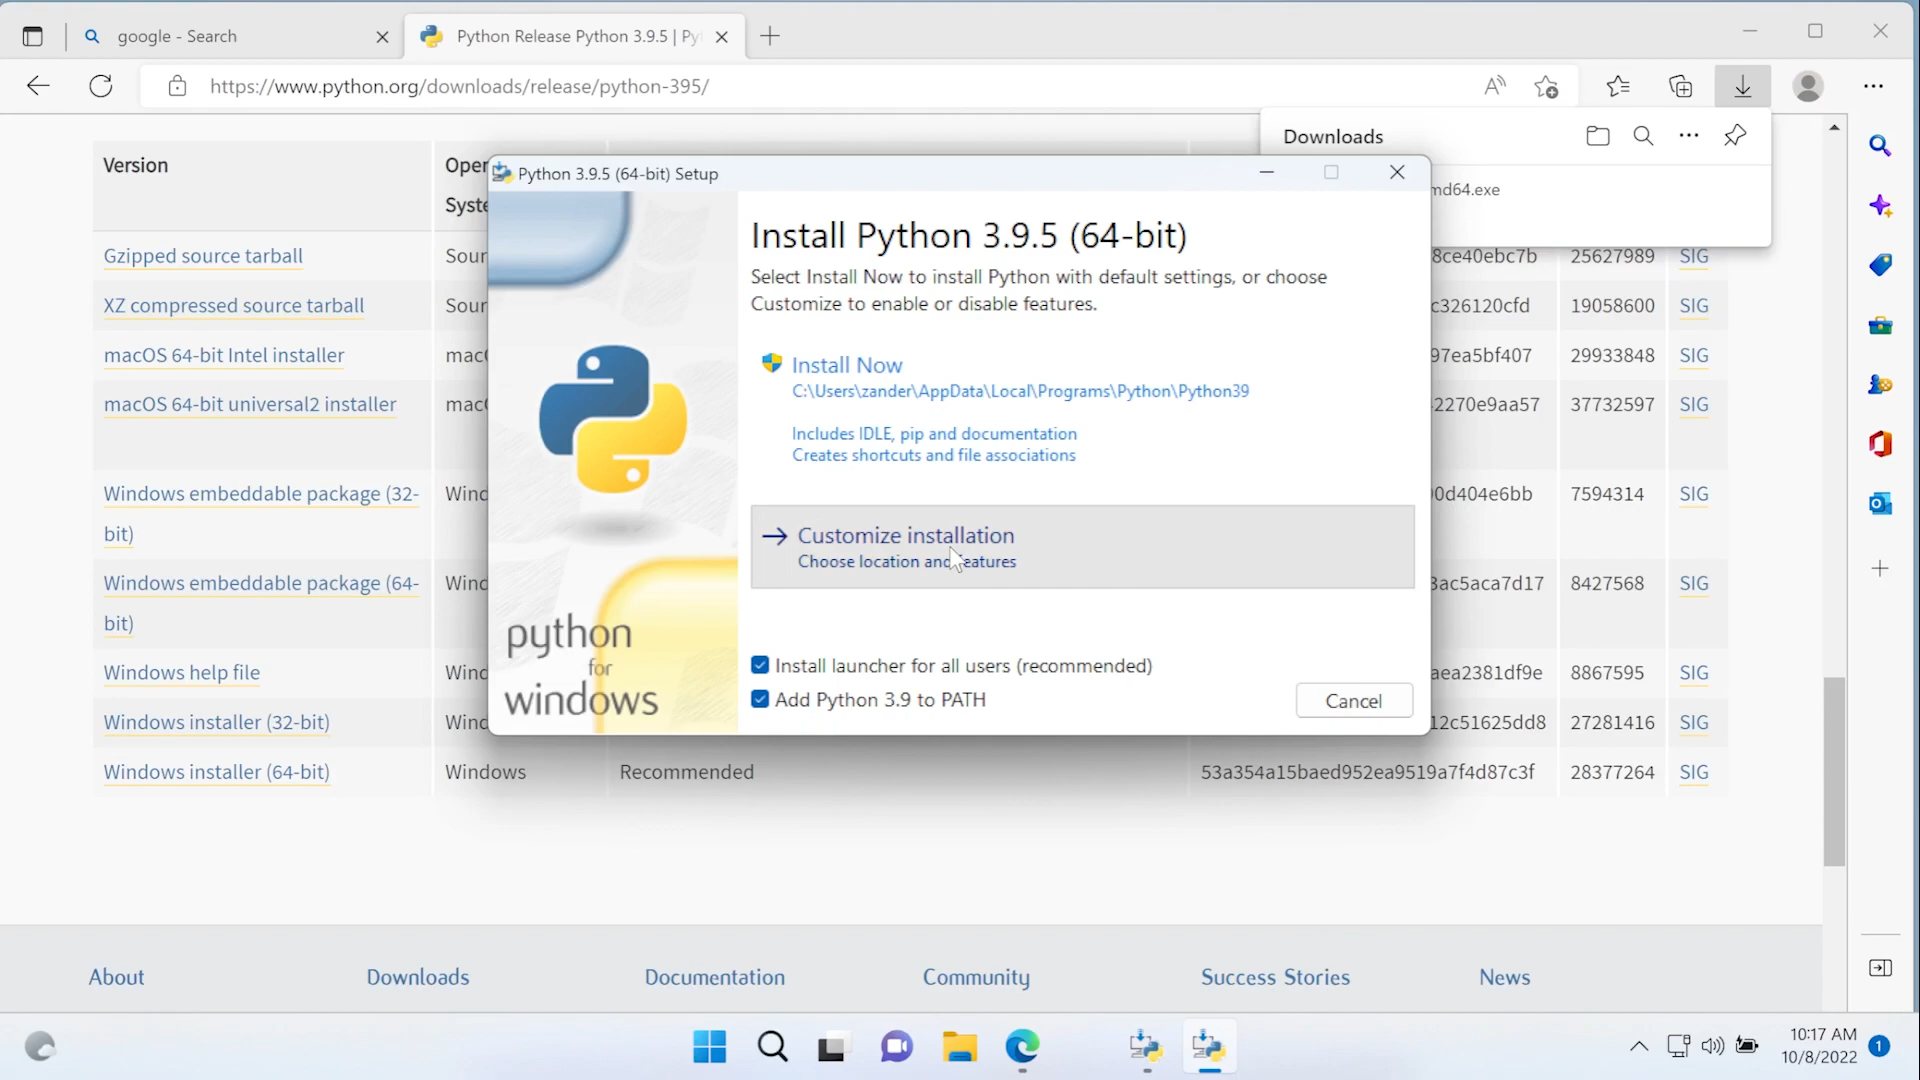 google - Search
Python Release Python 3.9.5 | Py
https://www.python.org/downloads/release/python-395/
Downloads
md64.exe
Version
Oper
Syste
Python 3.9.5 (64-bit) Setup
Install Python 3.9.5 (64-bit)
Select Install Now to install Python with default settings, or choose
Customize to enable or disable features.
Install Now
C:\Users\zander\AppData\Local\Programs\Python\Python39
Includes IDLE, pip and documentation
Creates shortcuts and file associations
Customize installation
Choose location and features
Install launcher for all users (recommended)
Add Python 3.9 to PATH
Cancel
python
for
windows
Gzipped source tarball
Sour
8ce40ebc7b
25627989
SIG
XZ compressed source tarball
Sour
c326120cfd
19058600
SIG
macOS 64-bit Intel installer
mac
97ea5bf407
29933848
SIG
macOS 64-bit universal2 installer
mac
2270e9aa57
37732597
SIG
Windows embeddable package (32-
bit)
Wind
0d404e6bb
7594314
SIG
Windows embeddable package (64-
bit)
Wind
3ac5aca7d17
8427568
SIG
Windows help file
Wind
aea2381df9e
8867595
SIG
Windows installer (32-bit)
Wind
12c51625dd8
27281416
SIG
Windows installer (64-bit)
Windows
Recommended
53a354a15baed952ea9519a7f4d87c3f
28377264
SIG
About
Downloads
Documentation
Community
Success Stories
News
10:17 AM
10/8/2022
1